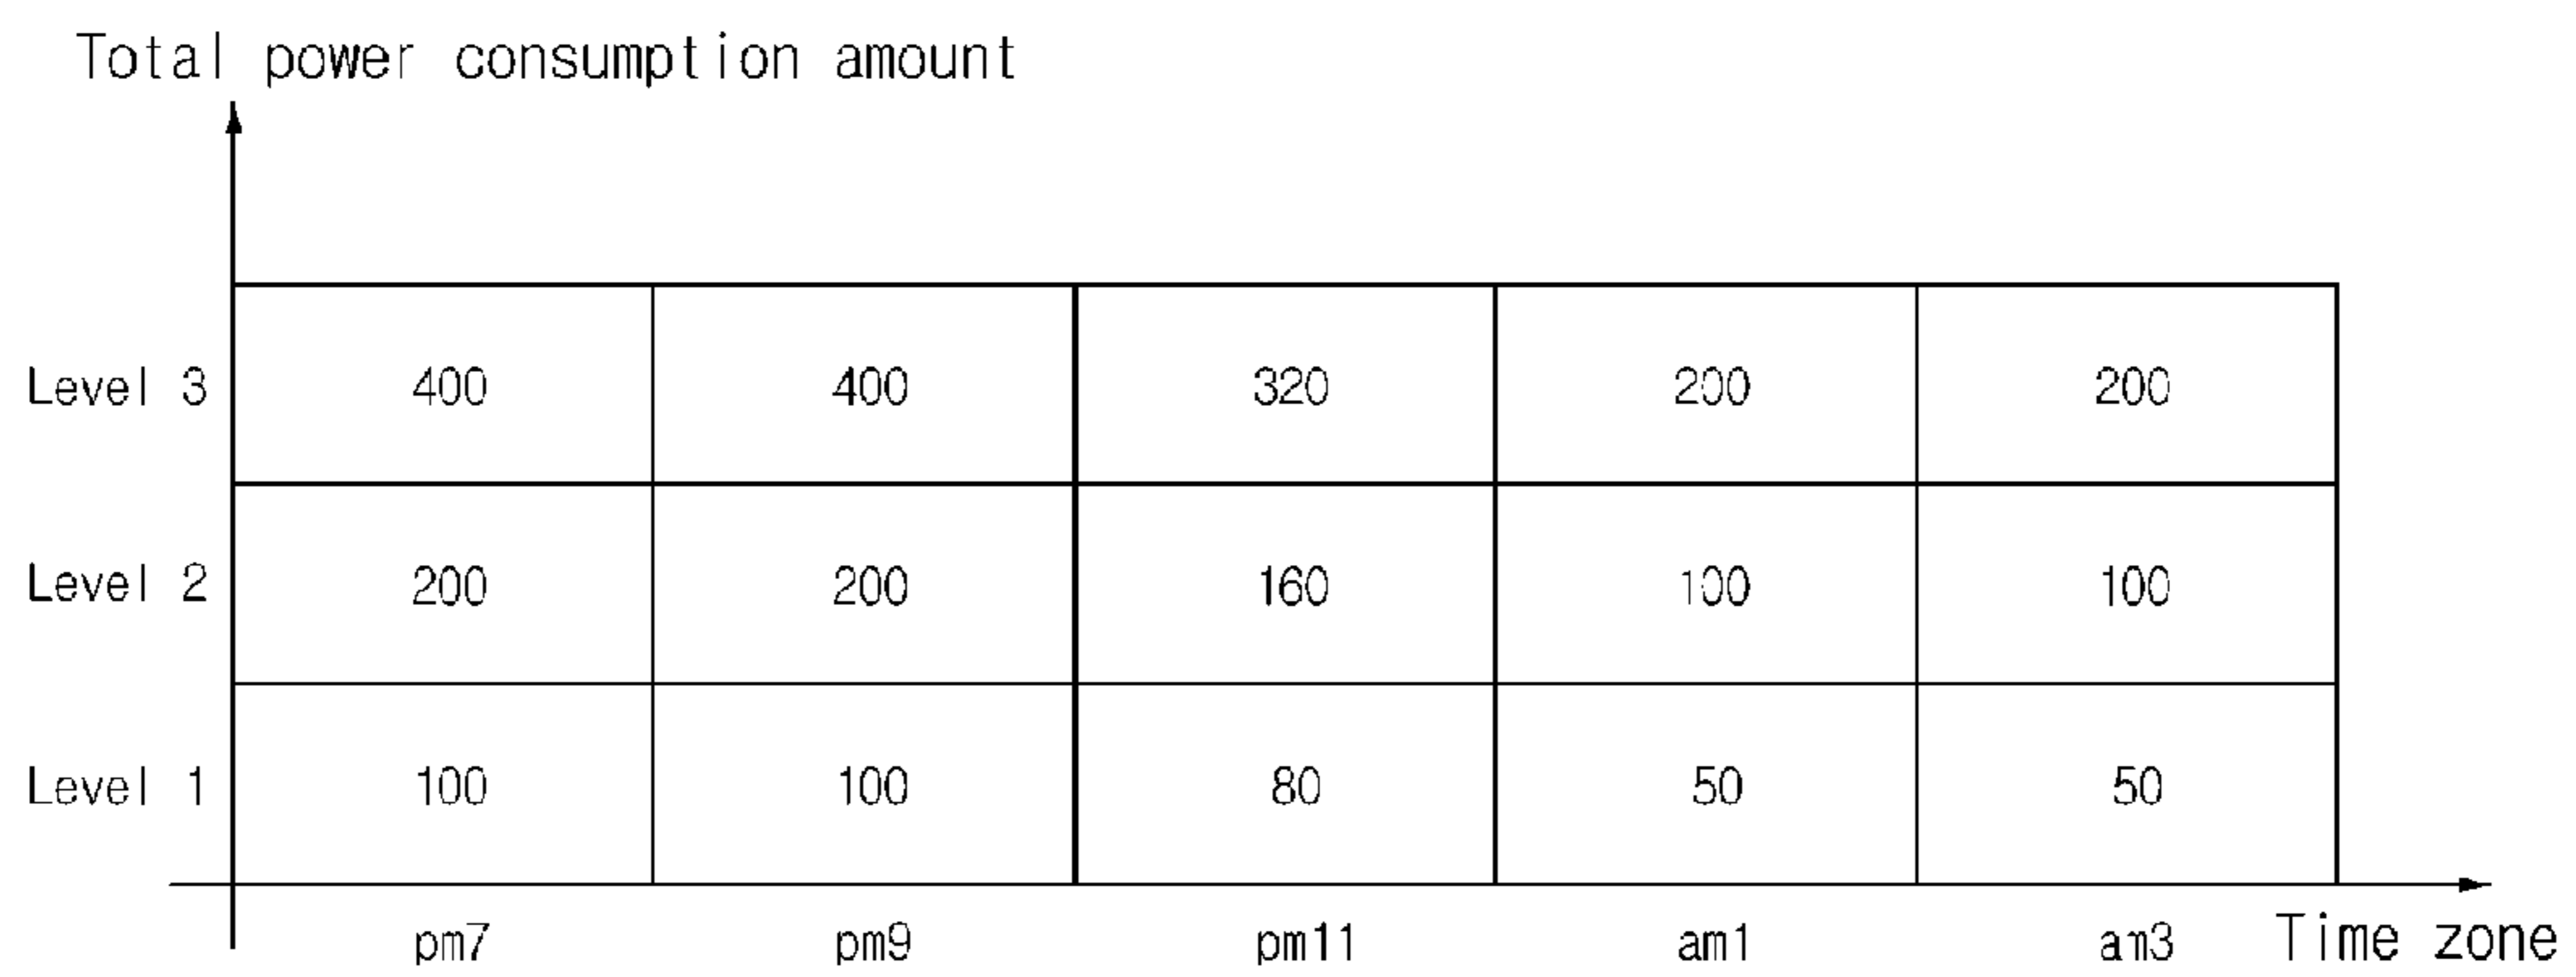 Total power consumption amount
Level 3 400 400 320 200 200
Level 2 200 200 160 100 100
Level 1 100 100 80 50 50
pm7 pm9 pm11 am1 am3 Time zone